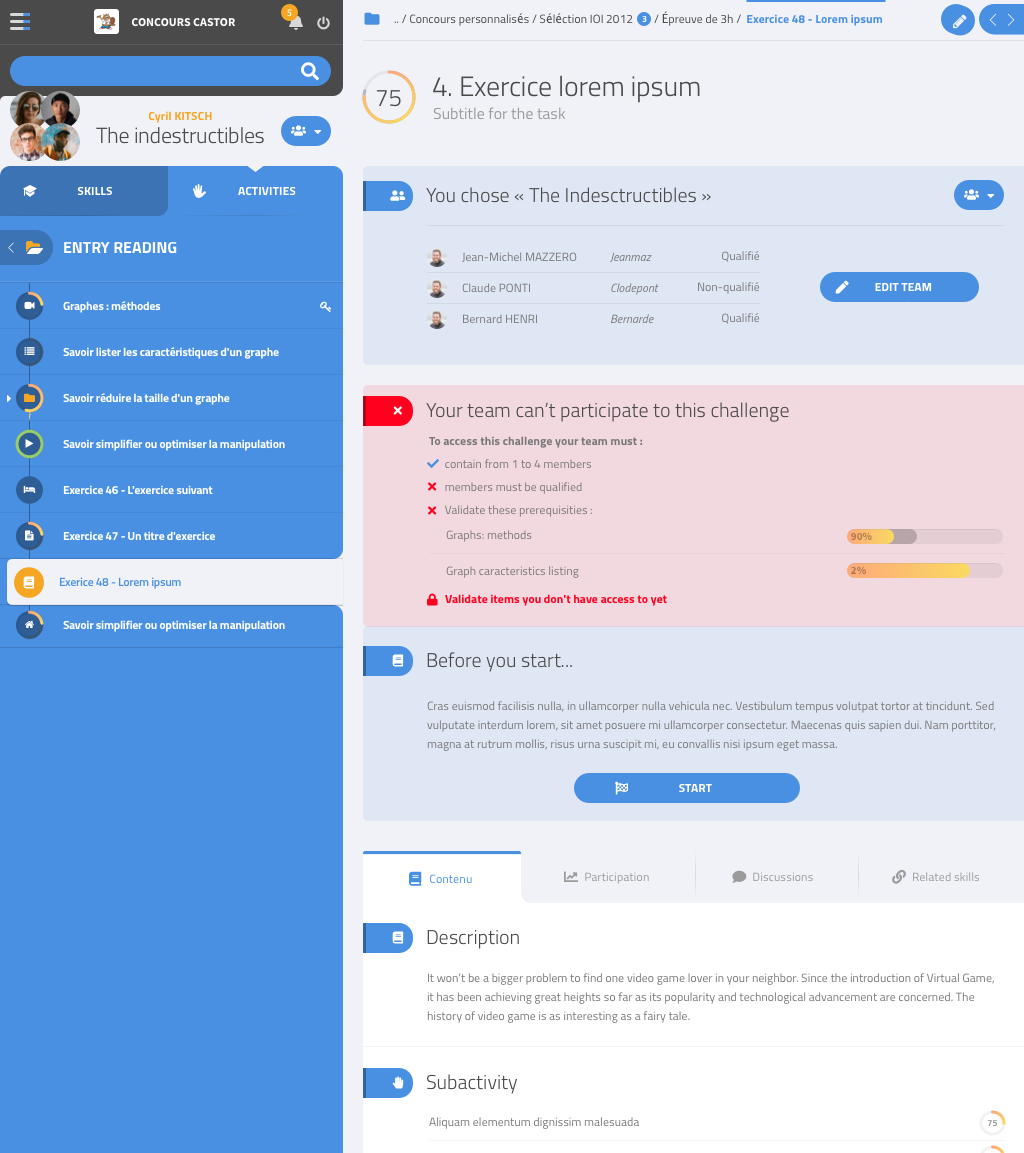 CONCOURS CASTOR
5
Cyril KITSCH
The indestructibles
SKILLS
ACTIVITIES
ENTRY READING
Graphes : méthodes
Savoir lister les caractéristiques d'un graphe
Savoir réduire la taille d'un graphe
Savoir simplifier ou optimiser la manipulation
Exercice 46 - L'exercice suivant
Exercice 47 - Un titre d'exercice
Exerice 48 - Lorem ipsum
Savoir simplifier ou optimiser la manipulation
.. / Concours personnalisés / Séléction IOI 2012 3 / Épreuve de 3h / Exercice 48 - Lorem ipsum
75
4. Exercice lorem ipsum
Subtitle for the task
You chose « The Indesctructibles »
Jean-Michel MAZZERO Jeanmaz Qualifié
Claude PONTI Clodepont Non-qualifié
Bernard HENRI Bernarde Qualifié
EDIT TEAM
Your team can’t participate to this challenge
To access this challenge your team must :
contain from 1 to 4 members
members must be qualified
Validate these prerequisities :
Graphs: methods 90%
Graph caracteristics listing 2%
Validate items you don't have access to yet
Before you start...
Cras euismod facilisis nulla, in ullamcorper nulla vehicula nec. Vestibulum tempus volutpat tortor at tincidunt. Sed
vulputate interdum lorem, sit amet posuere mi ullamcorper consectetur. Maecenas quis sapien dui. Nam porttitor,
magna at rutrum mollis, risus urna suscipit mi, eu convallis nisi ipsum eget massa.
START
Contenu
Participation
Discussions
Related skills
Description
It won’t be a bigger problem to find one video game lover in your neighbor. Since the introduction of Virtual Game,
it has been achieving great heights so far as its popularity and technological advancement are concerned. The
history of video game is as interesting as a fairy tale.
Subactivity
Aliquam elementum dignissim malesuada 75